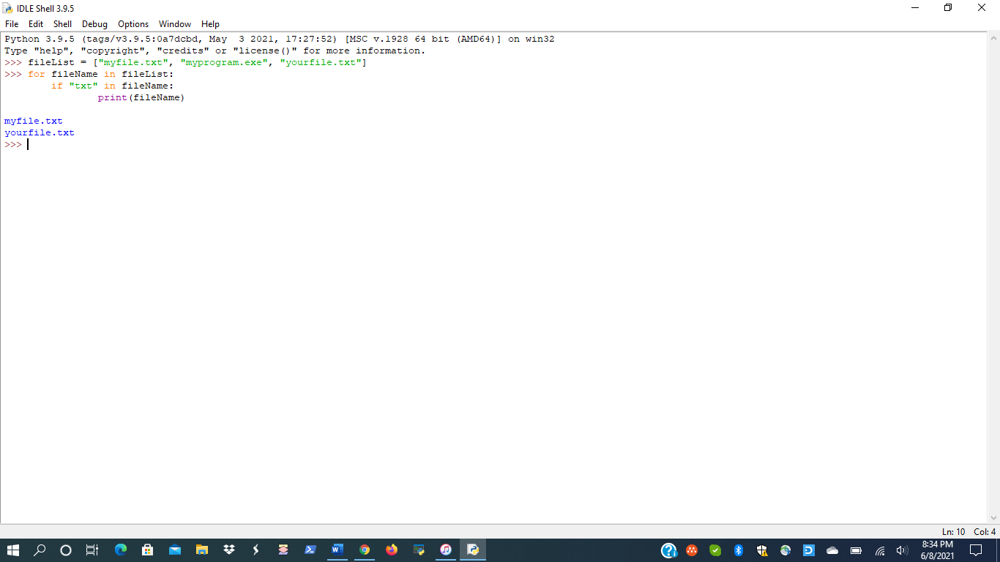 IDLE Shell 3.9.5
File Edit Shell Debug Options Window Help
Python 3.9.5 (tags/v3.9.5:0a7dcbd, May  3 2021, 17:27:52) [MSC v.1928 64 bit (AMD64)] on win32
Type "help", "copyright", "credits" or "license()" for more information.
>>> fileList = ["myfile.txt", "myprogram.exe", "yourfile.txt"]
>>> for fileName in fileList:
        if "txt" in fileName:
                print(fileName)
myfile.txt
yourfile.txt
>>>
Ln: 10 Col: 4
8:34 PM
6/8/2021